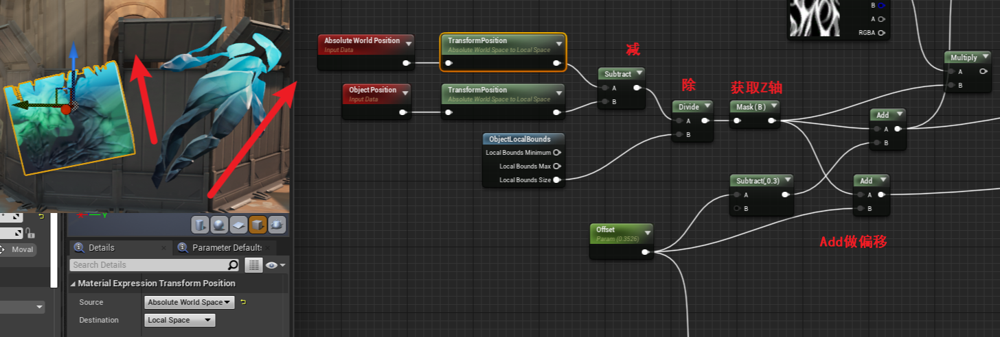 B
A
RGBA
Absolute World Position
Input Data
TransformPosition
Absolute World Space to Local Space
减
Subtract
A
B
Multiply
A
B
Object Position
Input Data
TransformPosition
Absolute World Space to Local Space
除
Divide
A
B
获取Z轴
Mask ( B )
Add
A
B
ObjectLocalBounds
Local Bounds Minimum
Local Bounds Max
Local Bounds Size
Subtract(,0.3)
A
B
Add
A
B
Offset
Param (0.3526)
Add做偏移
Y
Moval
Details
Parameter Defaults
Search Details
Material Expression Transform Position
Source
Absolute World Space
Destination
Local Space